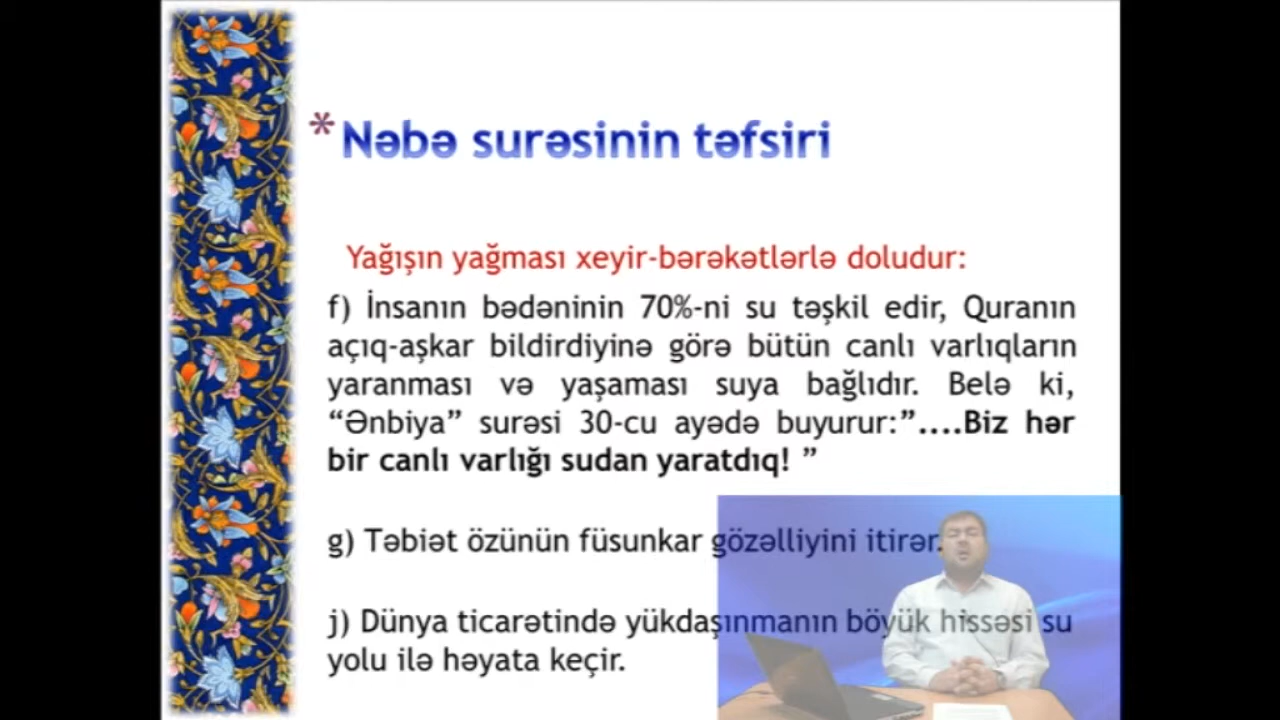 * Nəbə surəsinin təfsiri
Yağışın yağması xeyir-bərəkətlərlə doludur:
f) İnsanın bədəninin 70%-ni su təşkil edir, Quranın
açıq-aşkar bildirdiyinə görə bütün canlı varlıqların
yaranması və yaşaması suya bağlıdır. Belə ki,
“Ənbiya” surəsi 30-cu ayədə buyurur:”....Biz hər
bir canlı varlığı sudan yaratdıq! ”
g) Təbiət özünün füsunkar gözəlliyini itirər.
j) Dünya ticarətində yükdaşınmanın böyük hissəsi su
yolu ilə həyata keçir.